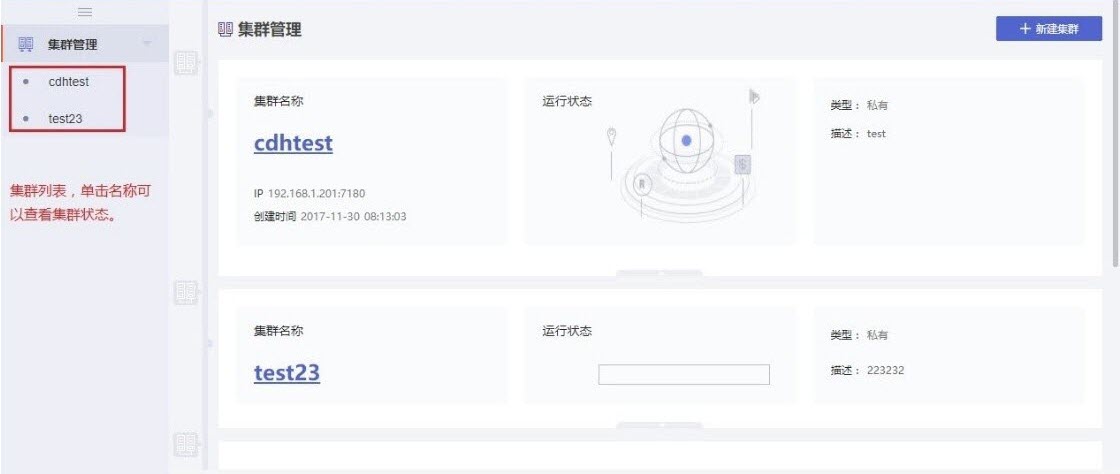 集群管理
cdhtest
test23
集群列表，单击名称可
以查看集群状态。
集群管理
+ 新建集群
集群名称
cdhtest
IP 192.168.1.201:7180
创建时间 2017-11-30 08:13:03
运行状态
R
$
类型： 私有
描述： test
集群名称
test23
运行状态
类型： 私有
描述： 223232